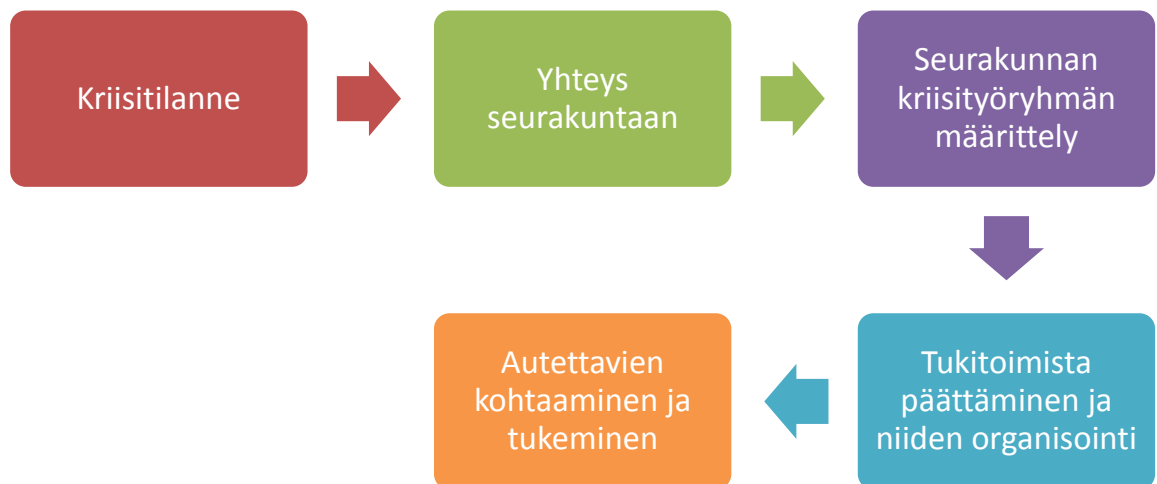 Kriisitilanne
Yhteys
seurakuntaan
Seurakunnan
kriisityöryhmän
määrittely
Tukitoimista
päättäminen ja
niiden organisointi
Autettavien
kohtaaminen ja
tukeminen